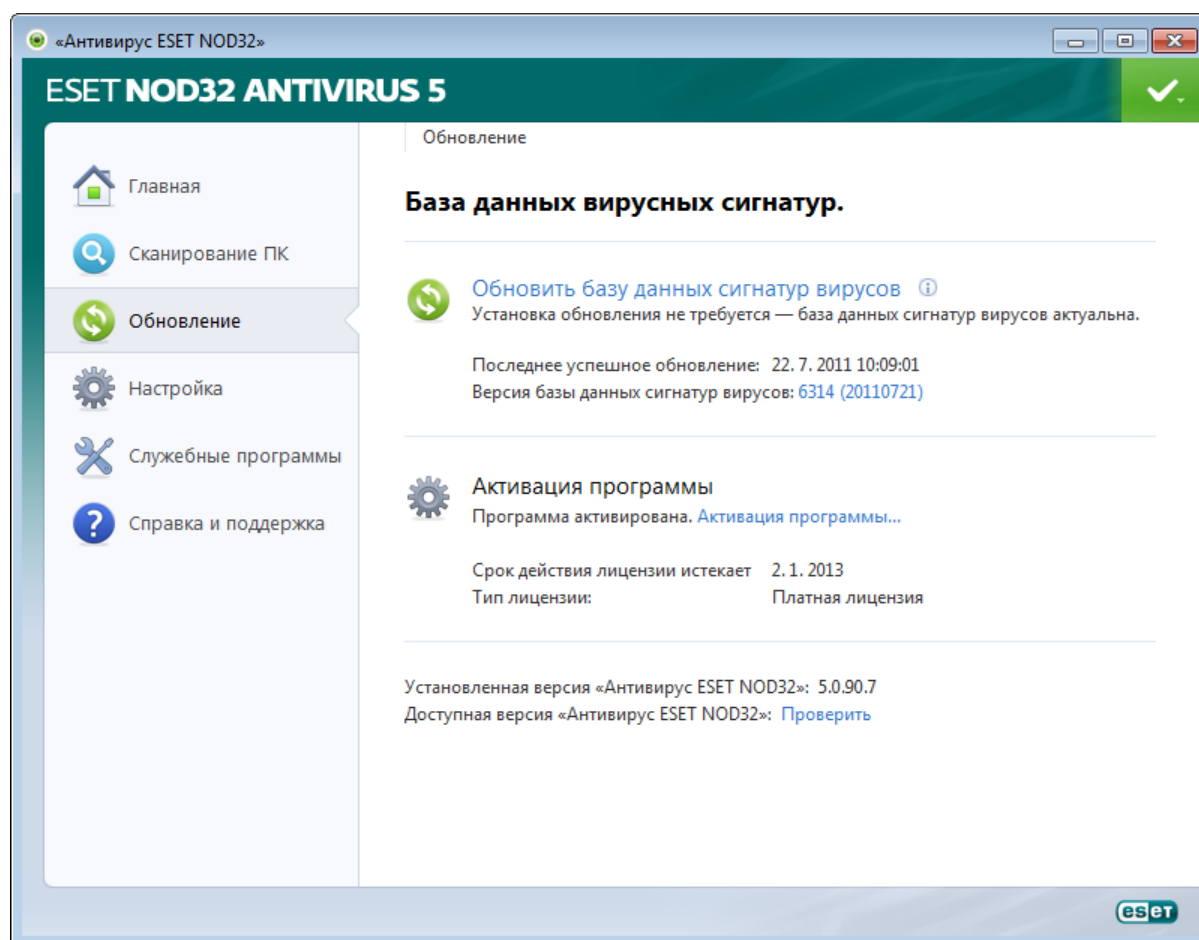 «Антивирус ESET NOD32»
ESET NOD32 ANTIVIRUS 5
Главная
Сканирование ПК
Обновление
Настройка
Служебные программы
Справка и поддержка
Обновление
База данных вирусных сигнатур.
Обновить базу данных сигнатур вирусов
Установка обновления не требуется — база данных сигнатур вирусов актуальна.
Последнее успешное обновление: 22. 7. 2011 10:09:01
Версия базы данных сигнатур вирусов: 6314 (20110721)
Активация программы
Программа активирована. Активация программы...
Срок действия лицензии истекает 2. 1. 2013
Тип лицензии: Платная лицензия
Установленная версия «Антивирус ESET NOD32»: 5.0.90.7
Доступная версия «Антивирус ESET NOD32»: Проверить
eseT